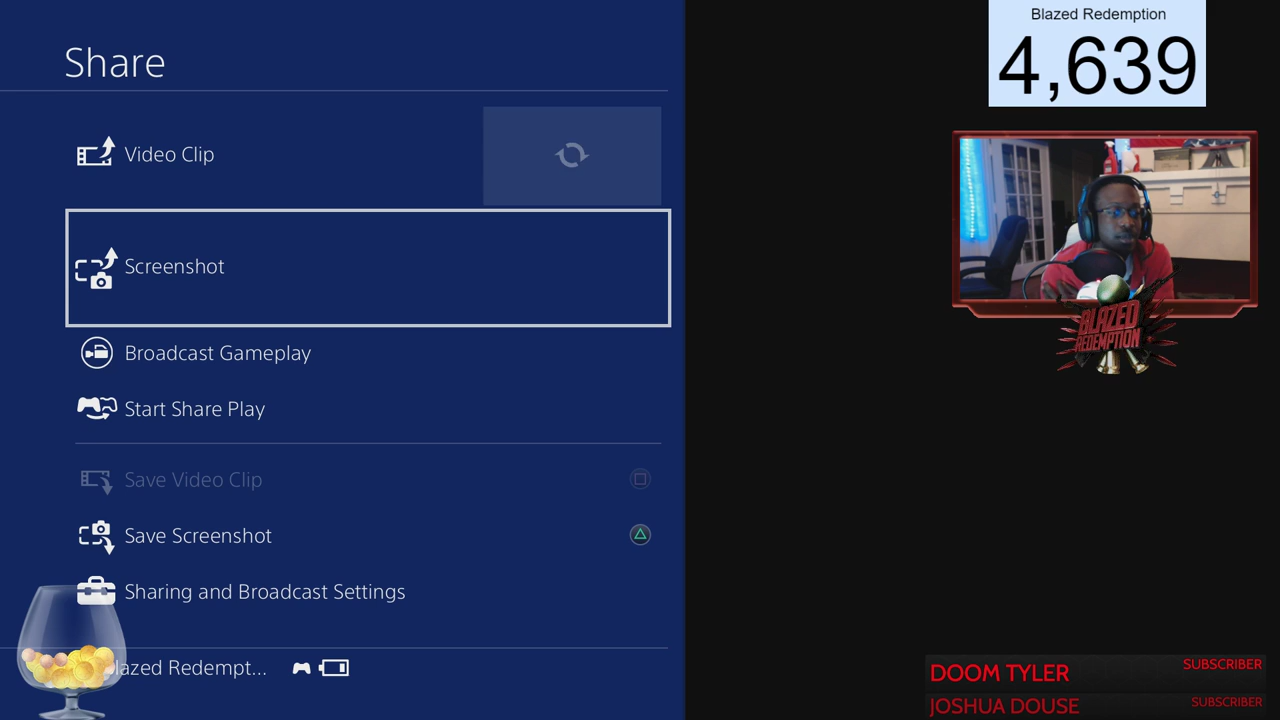 Share
Video Clip
Screenshot
Broadcast Gameplay
Start Share Play
Save Video Clip
Save Screenshot
Sharing and Broadcast Settings
lazed Redempt...
Blazed Redemption
4,639
BLAZED
REDEMPTION
DOOM TYLER SUBSCRIBER
JOSHUA DOUSE SUBSCRIBER